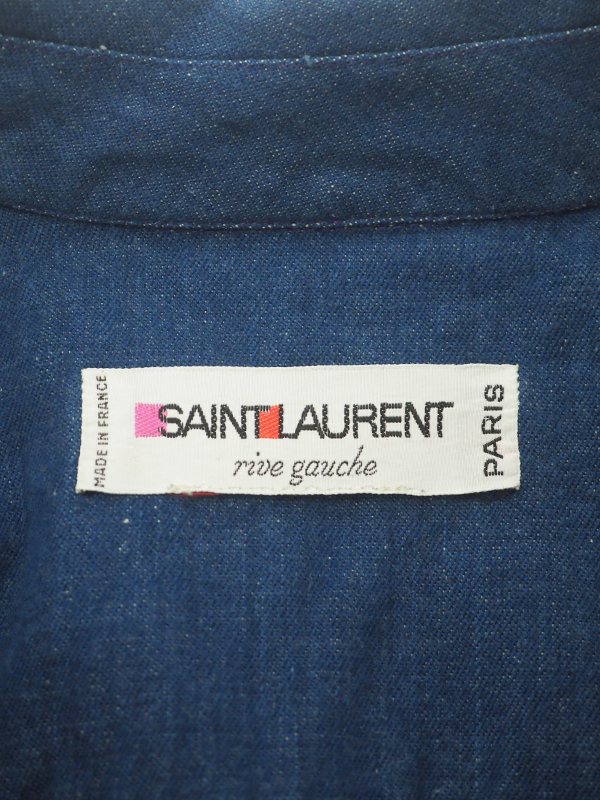 MADE IN FRANCE
SAINT LAURENT
rive gauche
PARIS